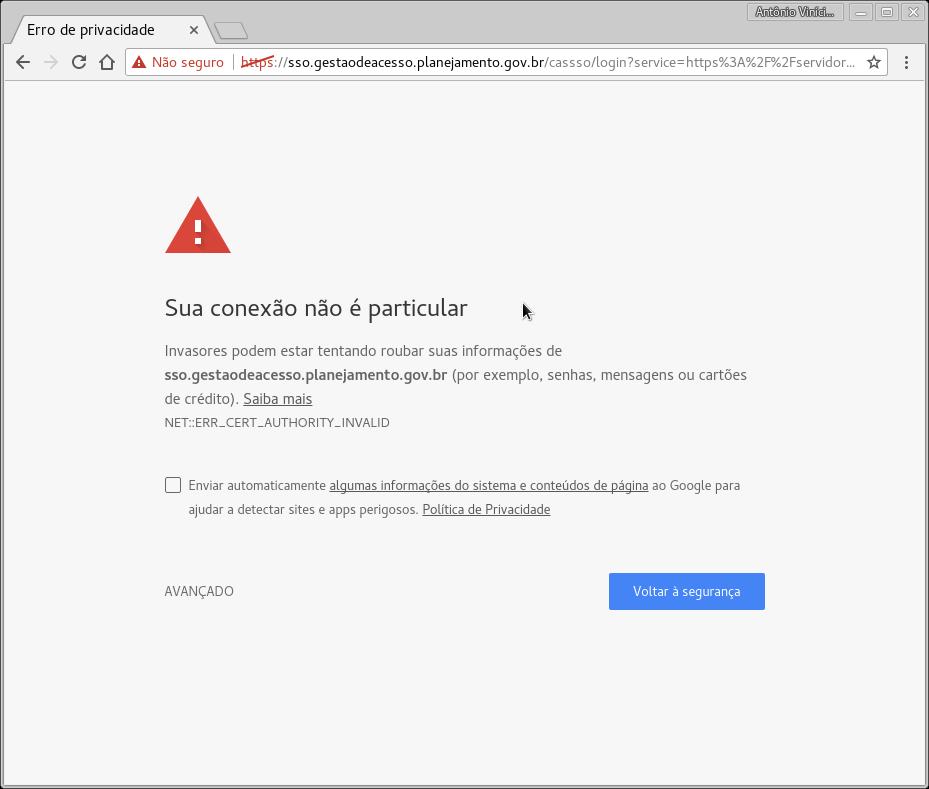 Antônio Viníci...
Erro de privacidade
Não seguro https://sso.gestaodeacesso.planejamento.gov.br/cassso/login?service=https%3A%2F%2Fservidor...
Sua conexão não é particular
Invasores podem estar tentando roubar suas informações de
sso.gestaodeacesso.planejamento.gov.br (por exemplo, senhas, mensagens ou cartões
de crédito). Saiba mais
NET::ERR_CERT_AUTHORITY_INVALID
Enviar automaticamente algumas informações do sistema e conteúdos de página ao Google para
ajudar a detectar sites e apps perigosos. Política de Privacidade
AVANÇADO
Voltar à segurança